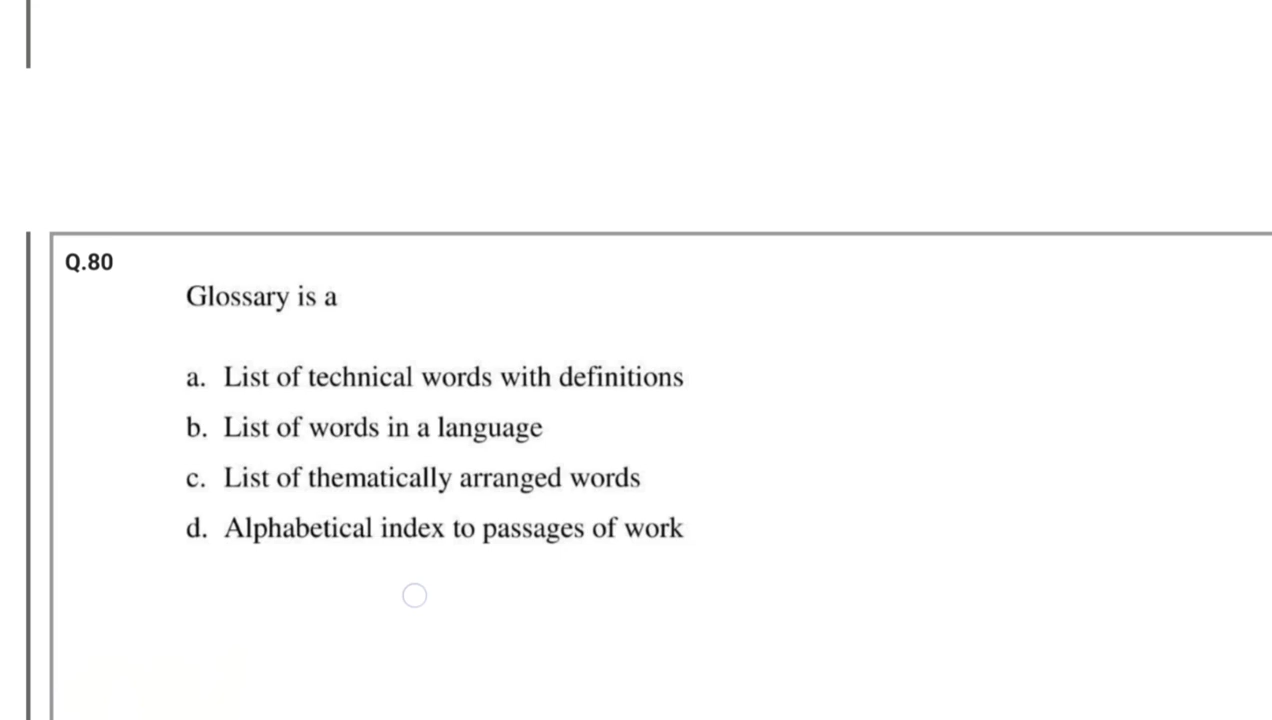 Q.80
Glossary is a
a. List of technical words with definitions
b. List of words in a language
c. List of thematically arranged words
d. Alphabetical index to passages of work